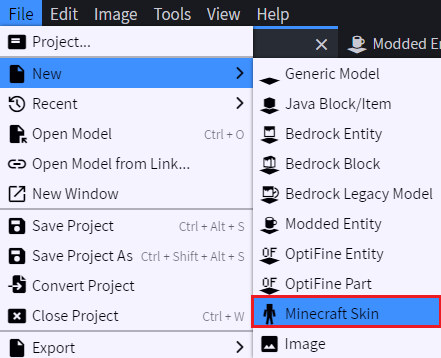 File Edit Image Tools View Help
Project...
New
Recent
Open Model Ctrl + O
Open Model from Link...
New Window
Save Project Ctrl + Alt + S
Save Project As Ctrl + Shift + Alt + S
Convert Project
Close Project Ctrl + W
Export
Modded En
Generic Model
Java Block/Item
Bedrock Entity
Bedrock Block
Bedrock Legacy Model
Modded Entity
OF OptiFine Entity
OF OptiFine Part
Minecraft Skin
Image